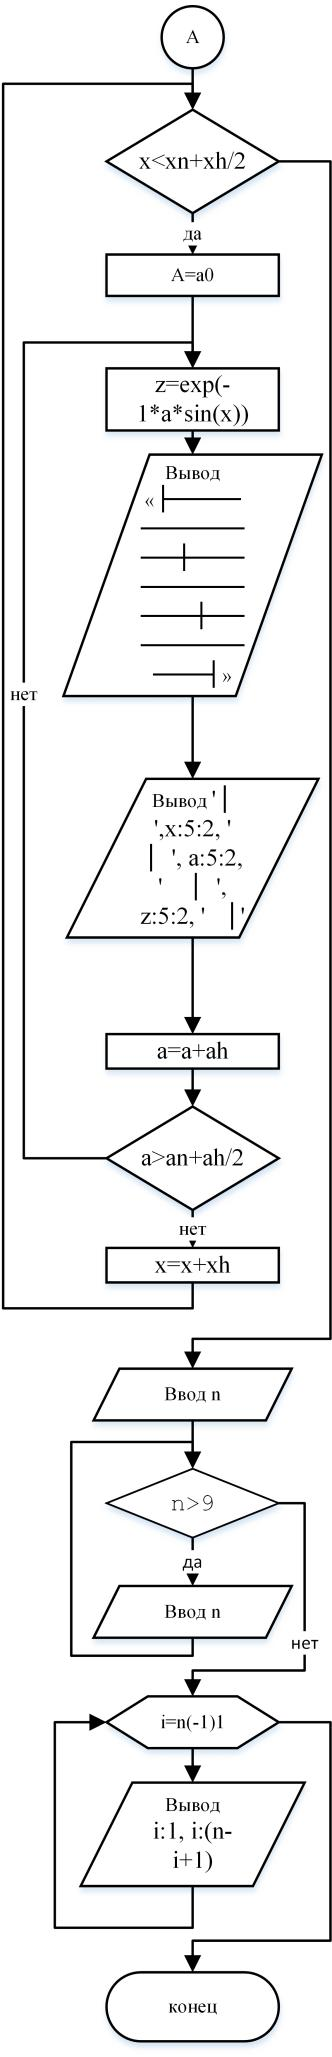 A
x<xn+xh/2
да
A=a0
z=exp(-
1*a*sin(x))
Вывод
«
»
нет
Вывод ' |
',x:5:2, '
| ', a:5:2,
' | ',
z:5:2, ' |'
a=a+ah
a>an+ah/2
нет
x=x+xh
Ввод n
n>9
да
Ввод n
нет
i=n(-1)1
Вывод
i:1, i:(n-
i+1)
конец